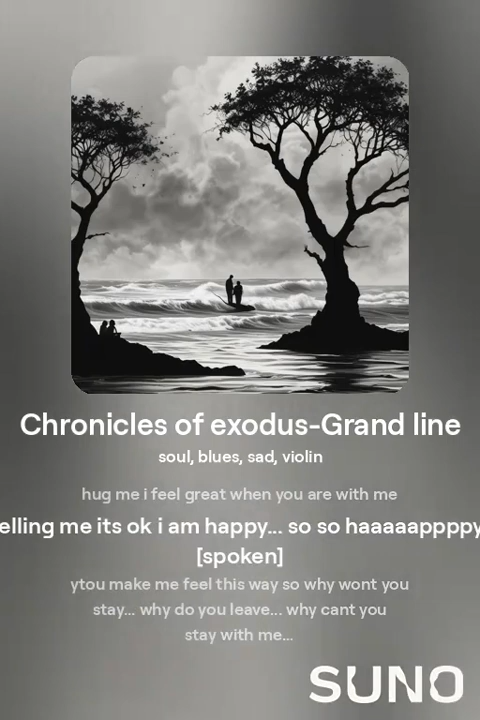 Chronicles of exodus-Grand line
soul, blues, sad, violin
hug me i feel great when you are with me
elling me its ok i am happy... so so haaaaappppy
[spoken]
ytou make me feel this way so why wont you
stay... why do you leave... why cant you
stay with me...
SUNO